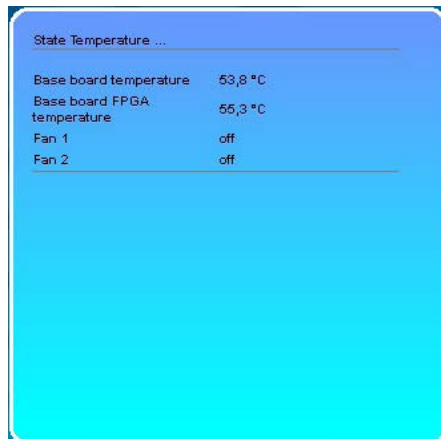 State Temperature ...
Base board temperature 53,8 °C
Base board FPGA
temperature 55,3 °C
Fan 1 off
Fan 2 off